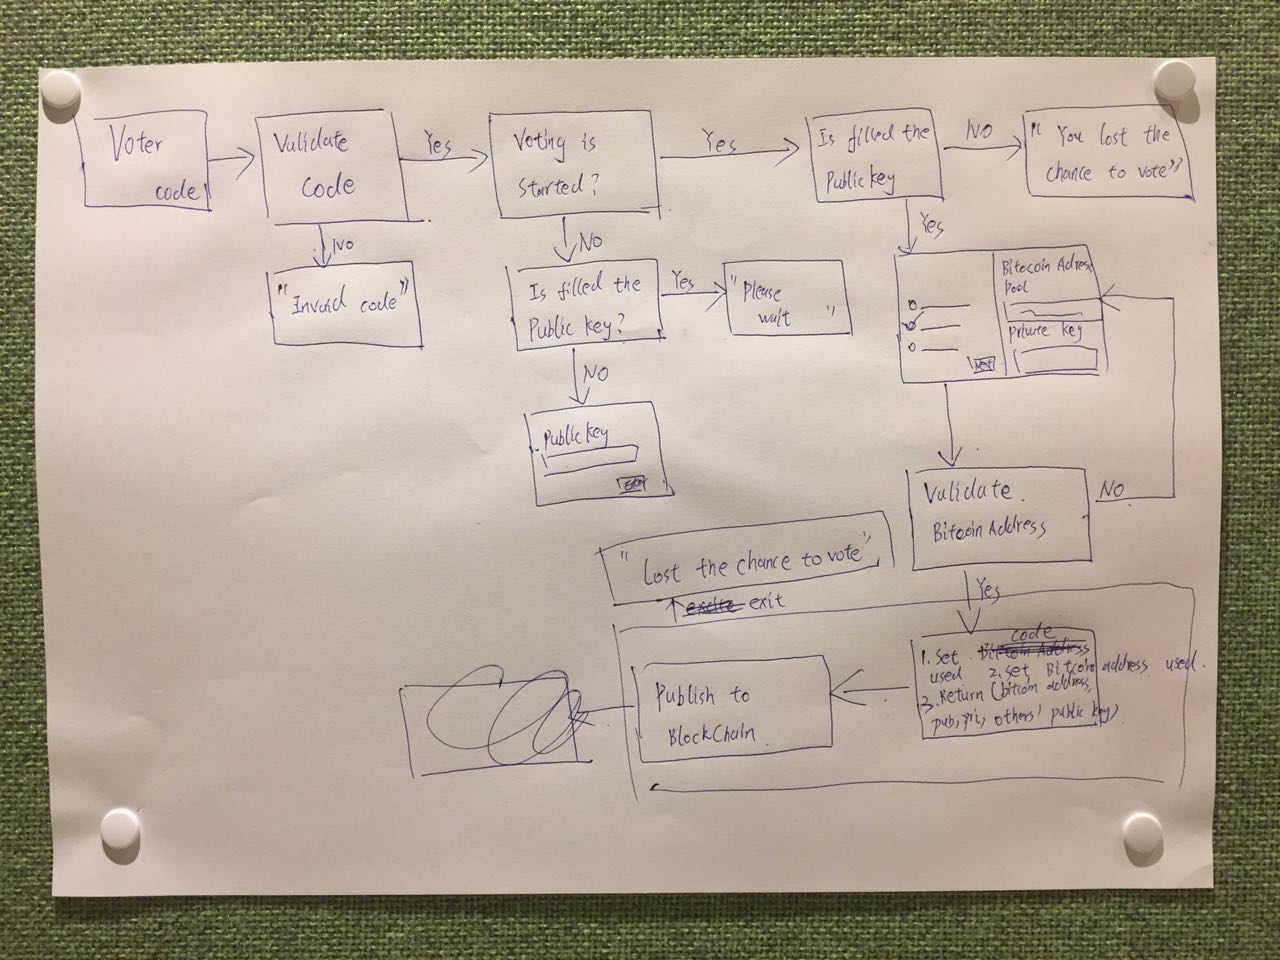 Voter
code
Validate
code
Yes
Voting is
started?
Yes
Is filled the
Public key
NO
"You lost the
chance to vote"
NO
"Invaid code"
NO
Is filled the
Public key?
Yes
"Please
wait"
Yes
Bitocoin Adress
Pool
private key
Next
NO
Public key
Enter
Validate.
Bitcoin Address
NO
Yes
"Lost the chance to vote"
exit
code
1. Set Bitcoin Address
used 2. set Bitcoin address used.
3. Return (bitcoin address,
pub, pri, others' public key)
Publish to
BlockChain